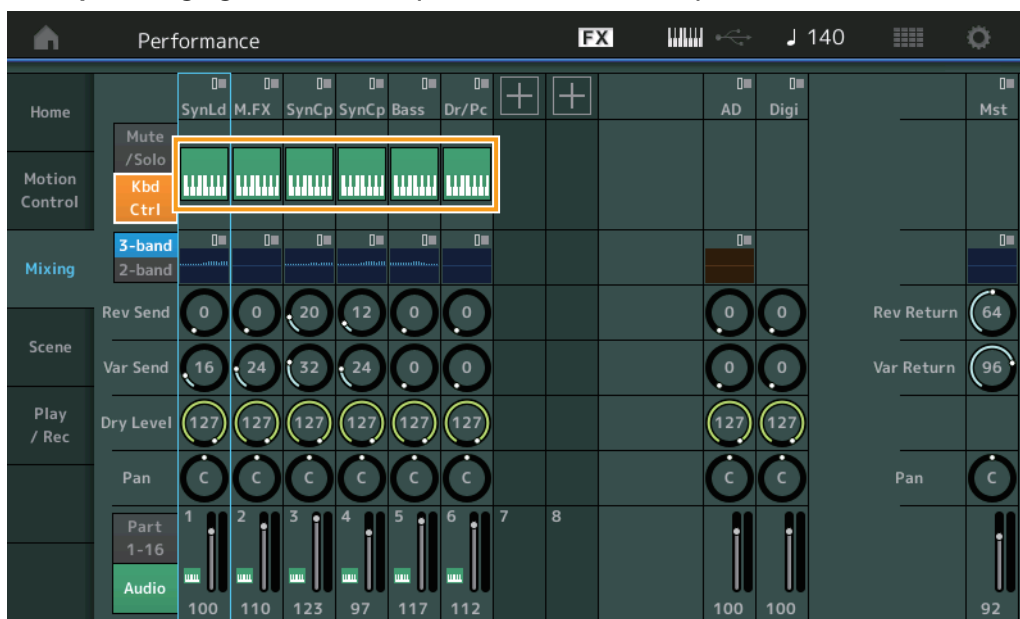 Performance FX ♩ 140
Home SynLd M.FX SynCp SynCp Bass Dr/Pc AD Digi Mst
Mute
/Solo
Motion
Control
Kbd
Ctrl
3-band
2-band
Mixing
Rev Send 0 0 20 12 0 0 0 0 Rev Return 64
Scene
Var Send 16 24 32 24 0 0 0 0 Var Return 96
Play
/ Rec
Dry Level 127 127 127 127 127 127 127 127
Pan C C C C C C C C Pan C
Part
1-16
1 2 3 4 5 6 7 8
Audio
100 110 123 97 117 112 100 100 92